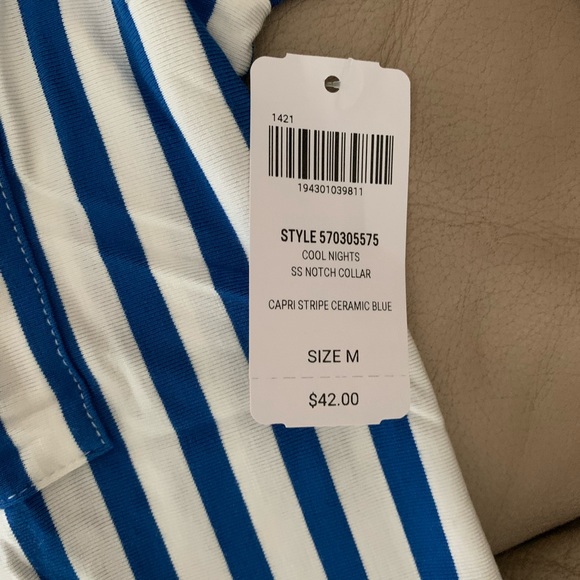 1421
194301039811
STYLE 570305575
COOL NIGHTS
SS NOTCH COLLAR
CAPRI STRIPE CERAMIC BLUE
SIZE M
$42.00